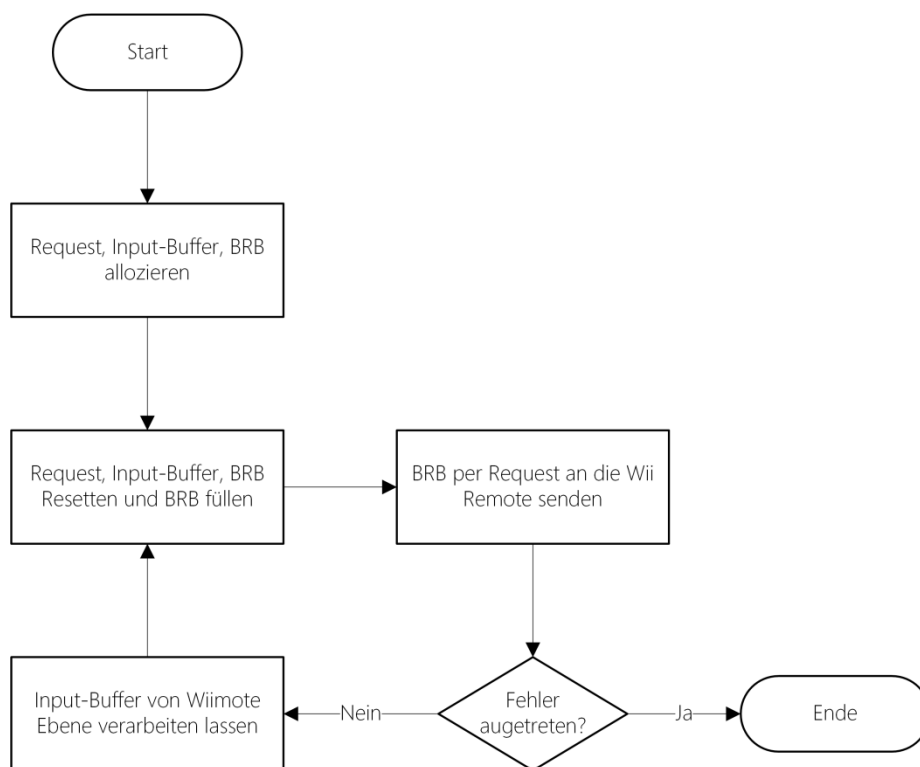 Start
Request, Input-Buffer, BRB
allozieren
Request, Input-Buffer, BRB
Resetten und BRB füllen
BRB per Request an die Wii
Remote senden
Input-Buffer von Wiimote
Ebene verarbeiten lassen
Nein
Fehler
augetreten?
Ja
Ende